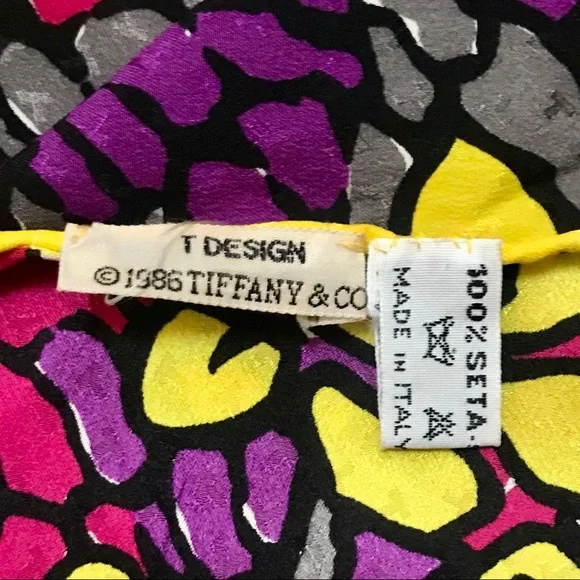 T DESIGN
©1986 TIFFANY & CO
100% SETA
MADE IN ITALY